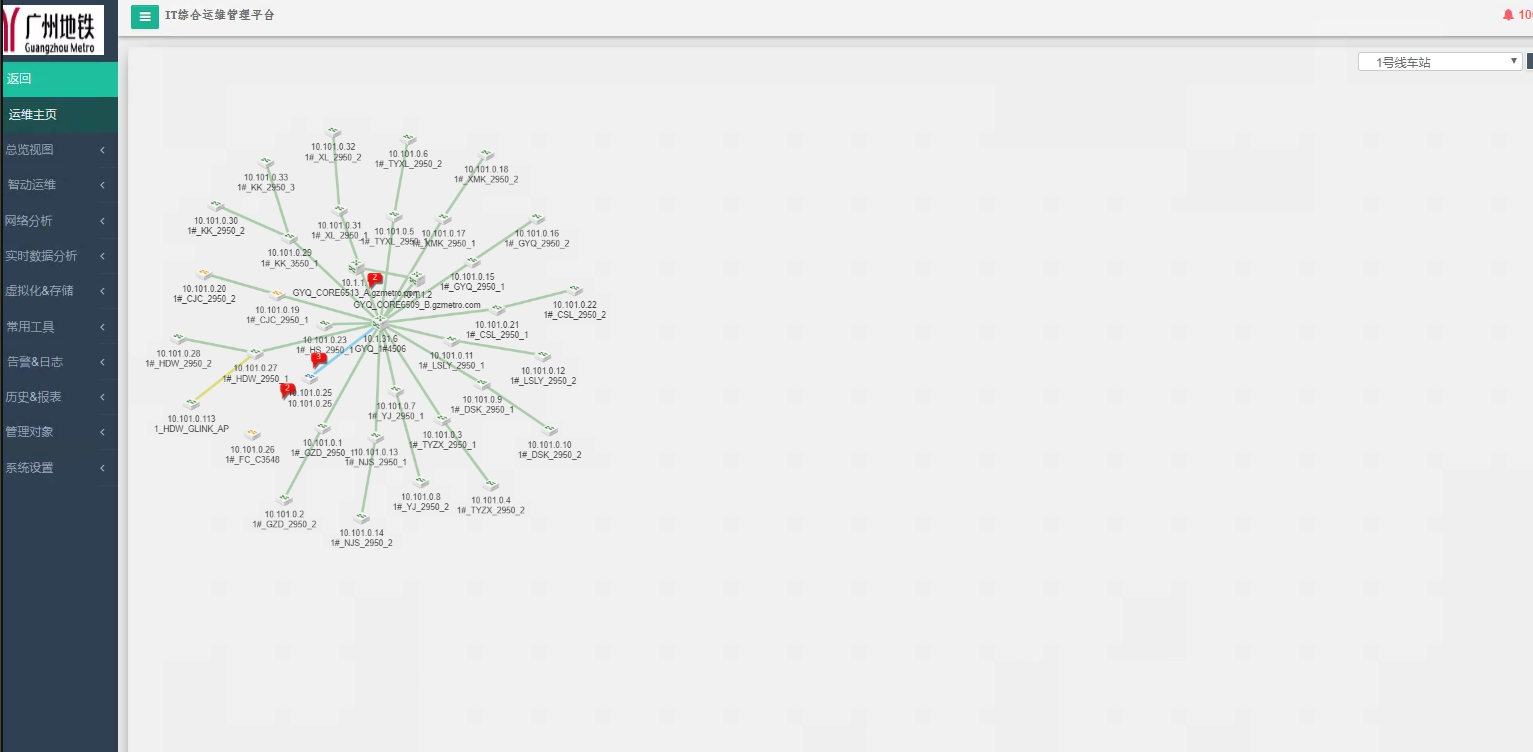 广州地铁
Guangzhou Metro
IT综合运维管理平台
返回
运维主页
总览视图
智动运维
网络分析
实时数据分析
虚拟化&存储
常用工具
告警&日志
历史&报表
管理对象
系统设置
1号线车站
10.101.0.32
1#_XL_2950_2
10.101.0.6
1#_TYXL_2950_2
10.101.0.18
1#_XMK_2950_2
10.101.0.33
1#_KK_2950_3
10.101.0.30
1#_KK_2950_2
10.101.0.31
1#_XL_2950_1
10.101.0.5
1#_TYXL_2950_1
10.101.0.17
1#_XMK_2950_1
10.101.0.16
1#_GYQ_2950_2
10.101.0.29
1#_KK_3550_1
10.101.0.15
1#_GYQ_2950_1
2
GYQ_CORE6513_A.gzmetro.com
GYQ_CORE6509_B.gzmetro.com
10.101.0.20
1#_CJC_2950_2
10.101.0.19
1#_CJC_2950_1
10.101.0.22
1#_CSL_2950_2
10.101.0.21
1#_CSL_2950_1
10.101.0.23
1#_HS_2950_1
10.1.31.6
GYQ_1#4506
10.101.0.28
1#_HDW_2950_2
10.101.0.27
1#_HDW_2950_1
3
10.101.0.11
1#_LSLY_2950_1
10.101.0.12
1#_LSLY_2950_2
2
10.101.0.25
10.101.0.25
10.101.0.7
1#_YJ_2950_1
10.101.0.9
1#_DSK_2950_1
10.101.0.113
1_HDW_GLINK_AP
10.101.0.26
1#_FC_C3548
10.101.0.1
1#_GZD_2950_1
10.101.0.13
1#_NJS_2950_1
10.101.0.3
1#_TYZX_2950_1
10.101.0.10
1#_DSK_2950_2
10.101.0.2
1#_GZD_2950_2
10.101.0.14
1#_NJS_2950_2
10.101.0.8
1#_YJ_2950_2
10.101.0.4
1#_TYZX_2950_2